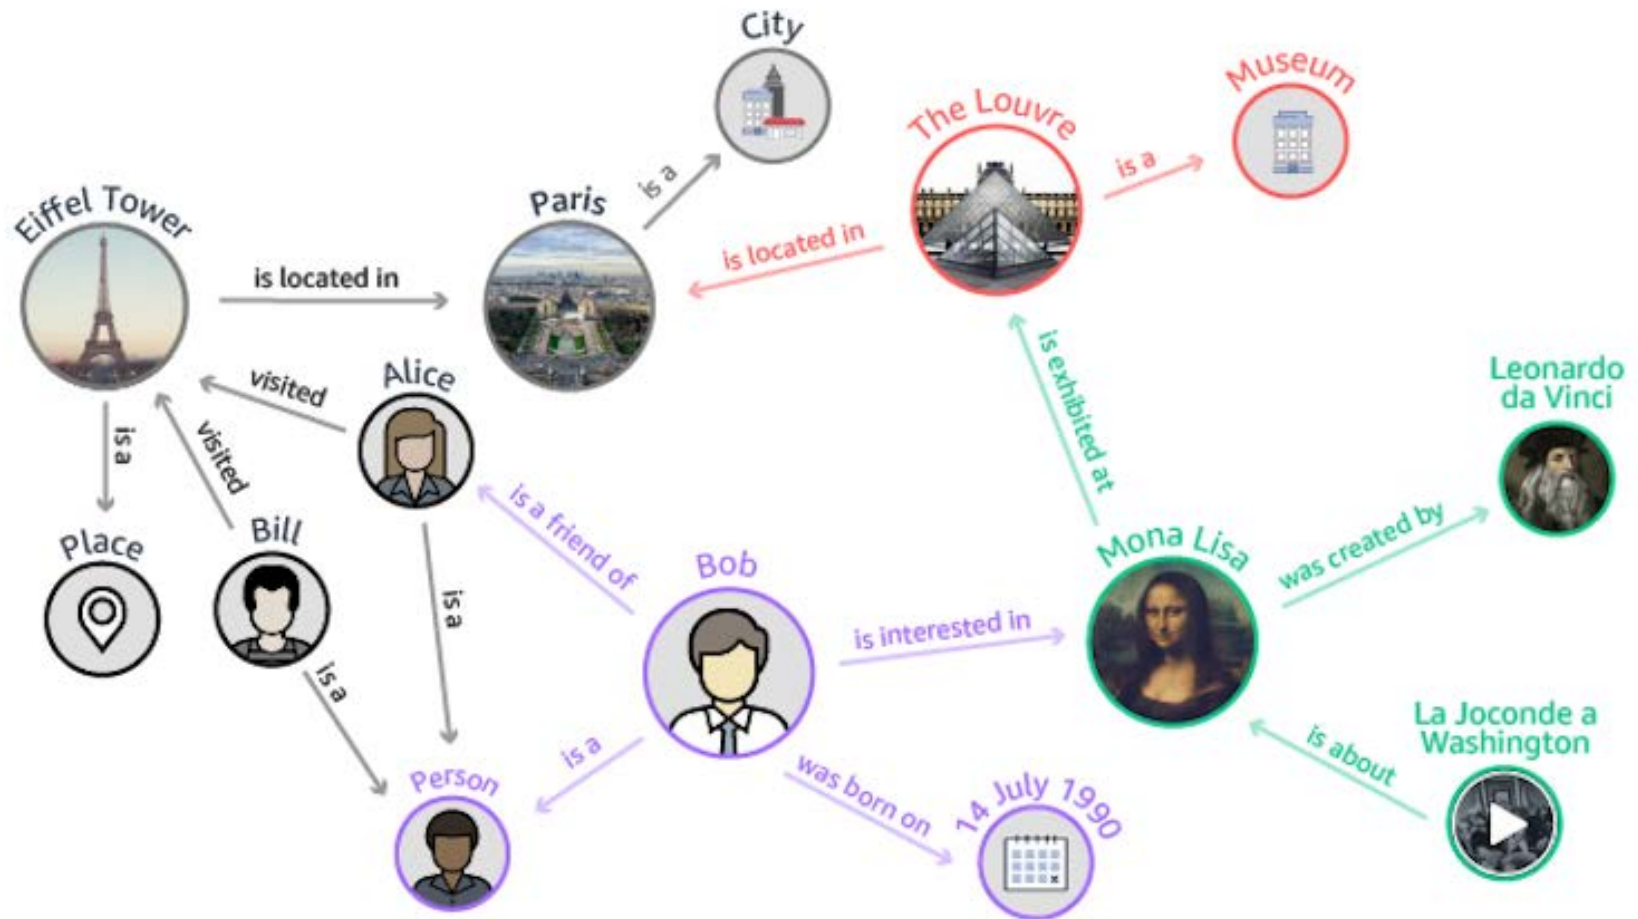 City
The Louvre
Museum
is a
is a
Eiffel Tower
Paris
is located in
is located in
Alice
visited
is exhibited at
Leonardo
da Vinci
is a
visited
is a friend of
Place
Bill
Bob
Mona Lisa
was created by
is a
is interested in
is a
La Joconde a
Washington
is about
is a
Person
was born on
14 July 1990